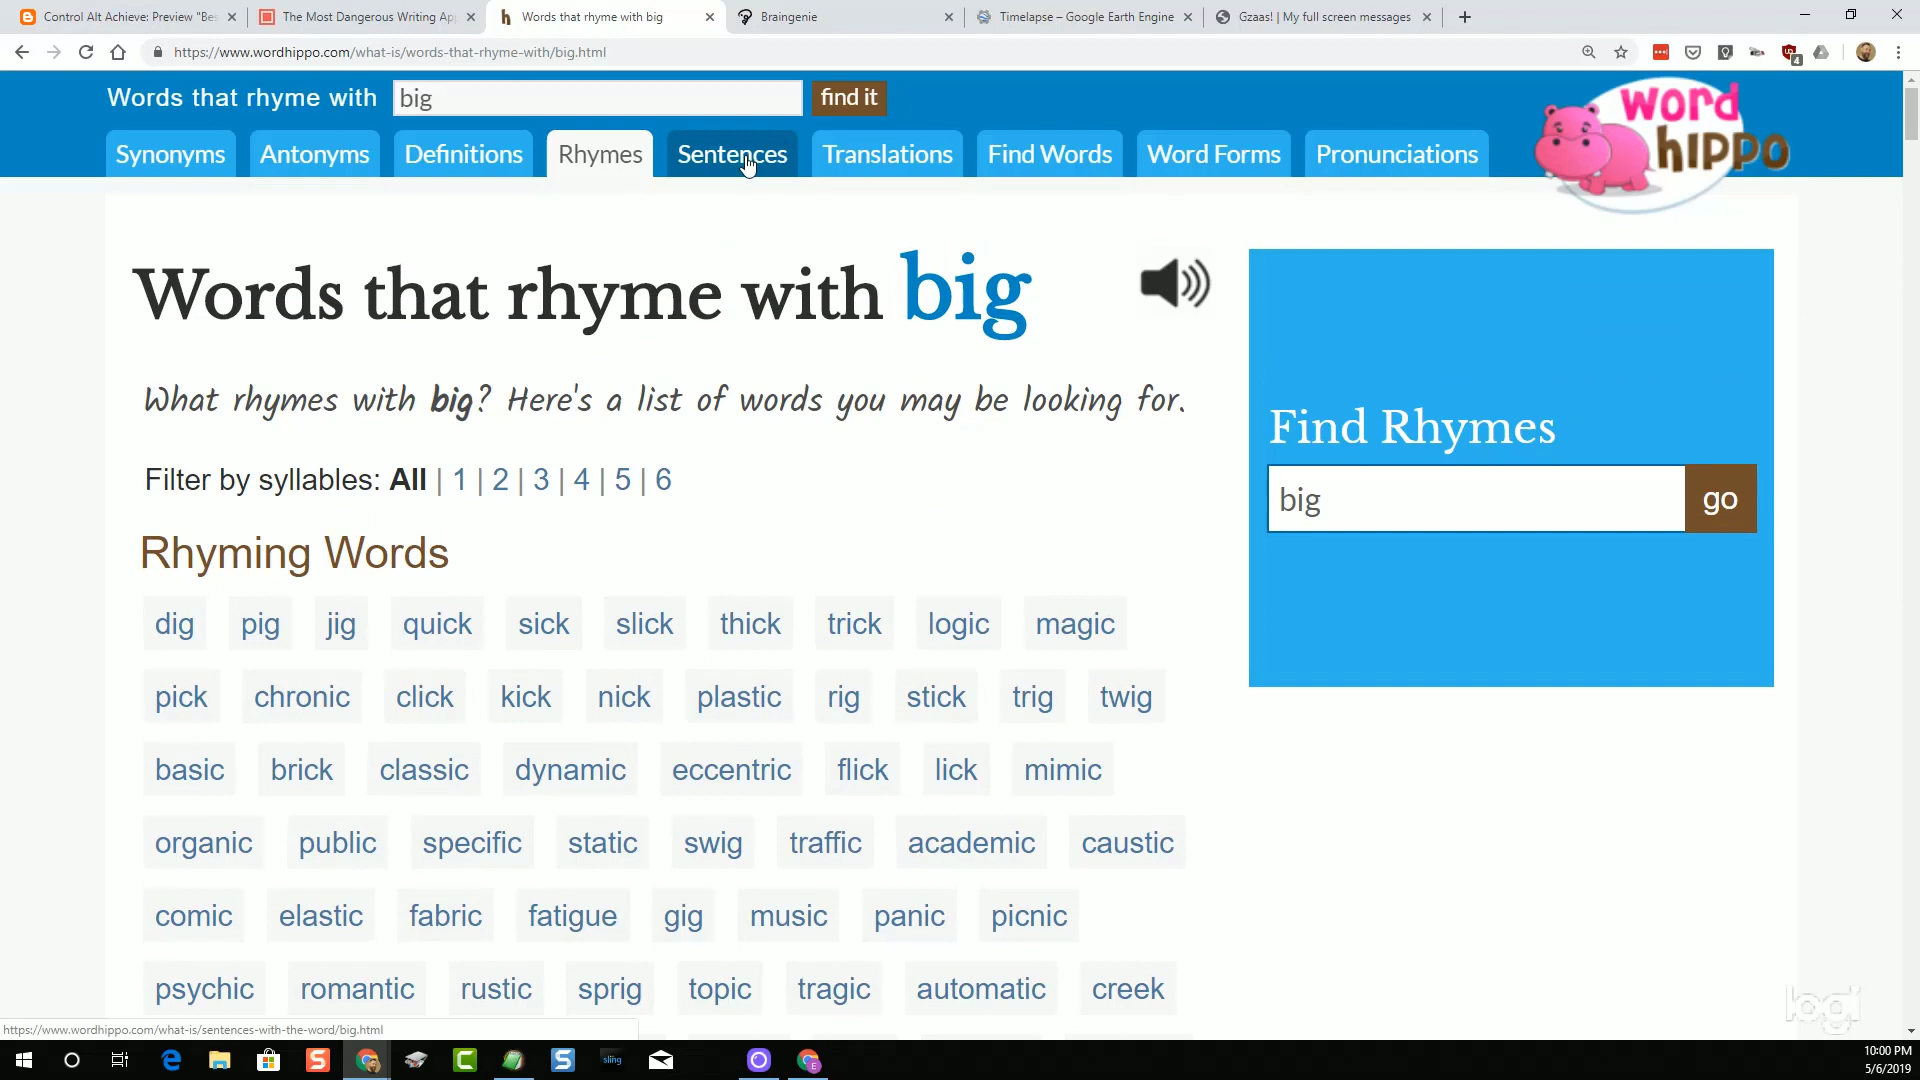 Control Alt Achieve: Preview "Bes
The Most Dangerous Writing Ap
Words that rhyme with big
Braingenie
Timelapse – Google Earth Engine
Gzaas! | My full screen messages
https://www.wordhippo.com/what-is/words-that-rhyme-with/big.html
4
Words that rhyme with big find it
word hippo
Synonyms Antonyms Definitions Rhymes Sentences Translations Find Words Word Forms Pronunciations
Words that rhyme with big
What rhymes with big? Here's a list of words you may be looking for.
Find Rhymes
big go
Filter by syllables: All | 1 | 2 | 3 | 4 | 5 | 6
Rhyming Words
dig pig jig quick sick slick thick trick logic magic
pick chronic click kick nick plastic rig stick trig twig
basic brick classic dynamic eccentric flick lick mimic
organic public specific static swig traffic academic caustic
comic elastic fabric fatigue gig music panic picnic
psychic romantic rustic sprig topic tragic automatic creek
logi
https://www.wordhippo.com/what-is/sentences-with-the-word/big.html
sling
10:00 PM
5/6/2019